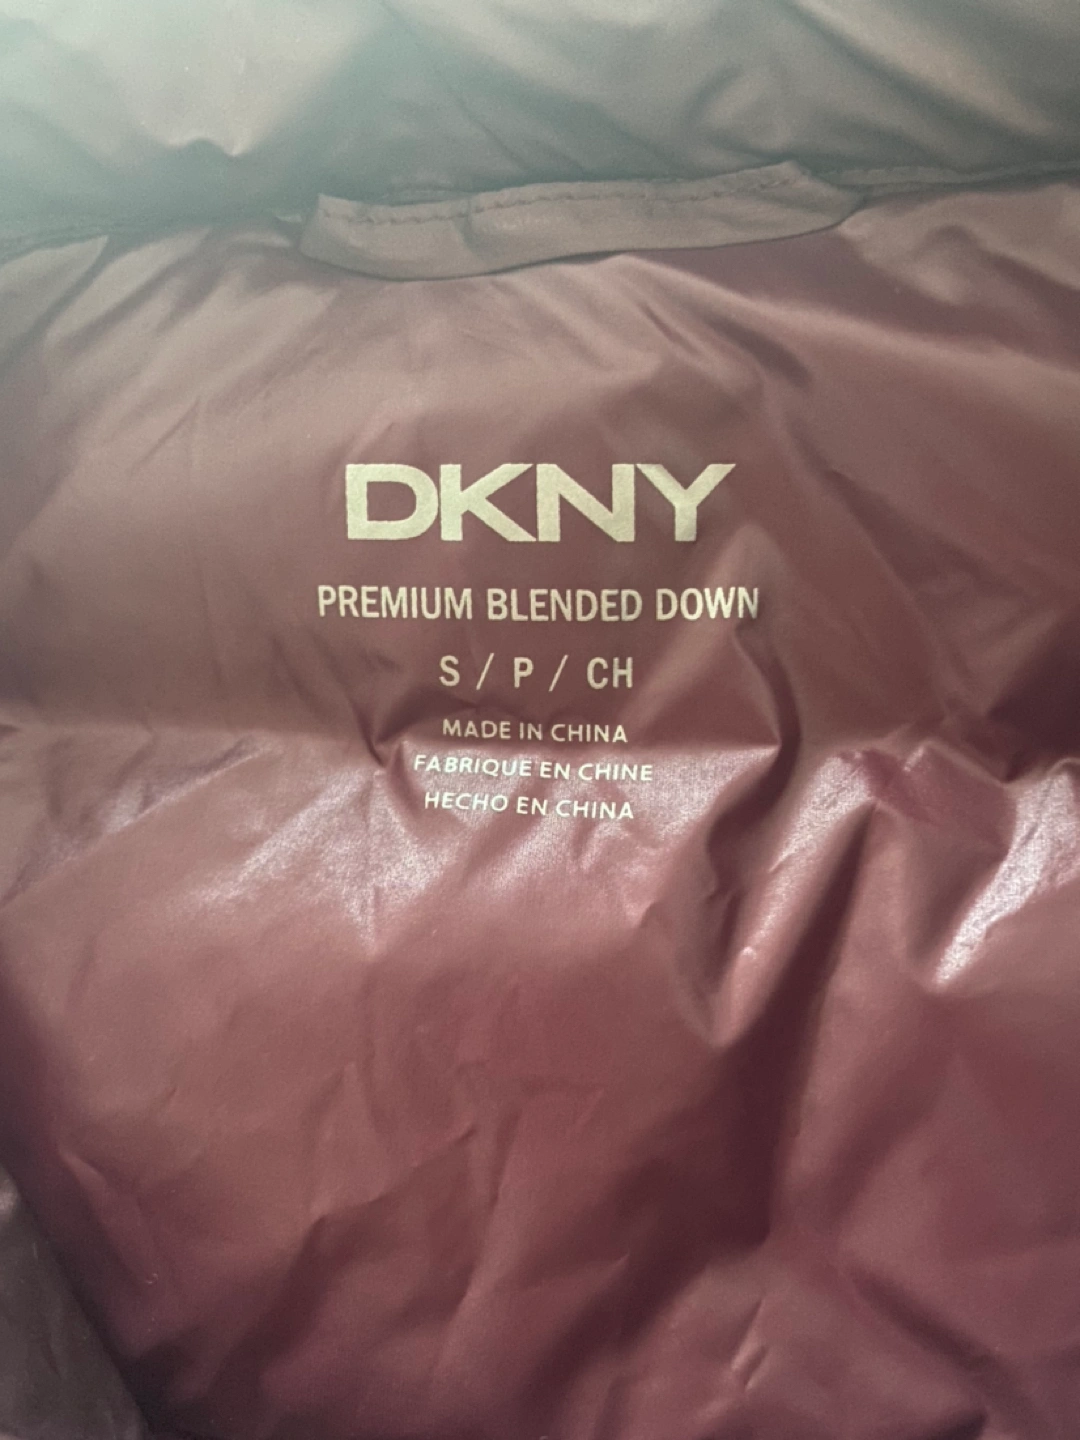 DKNY
PREMIUM BLENDED DOWN
S / P / CH
MADE IN CHINA
FABRIQUE EN CHINE
HECHO EN CHINA